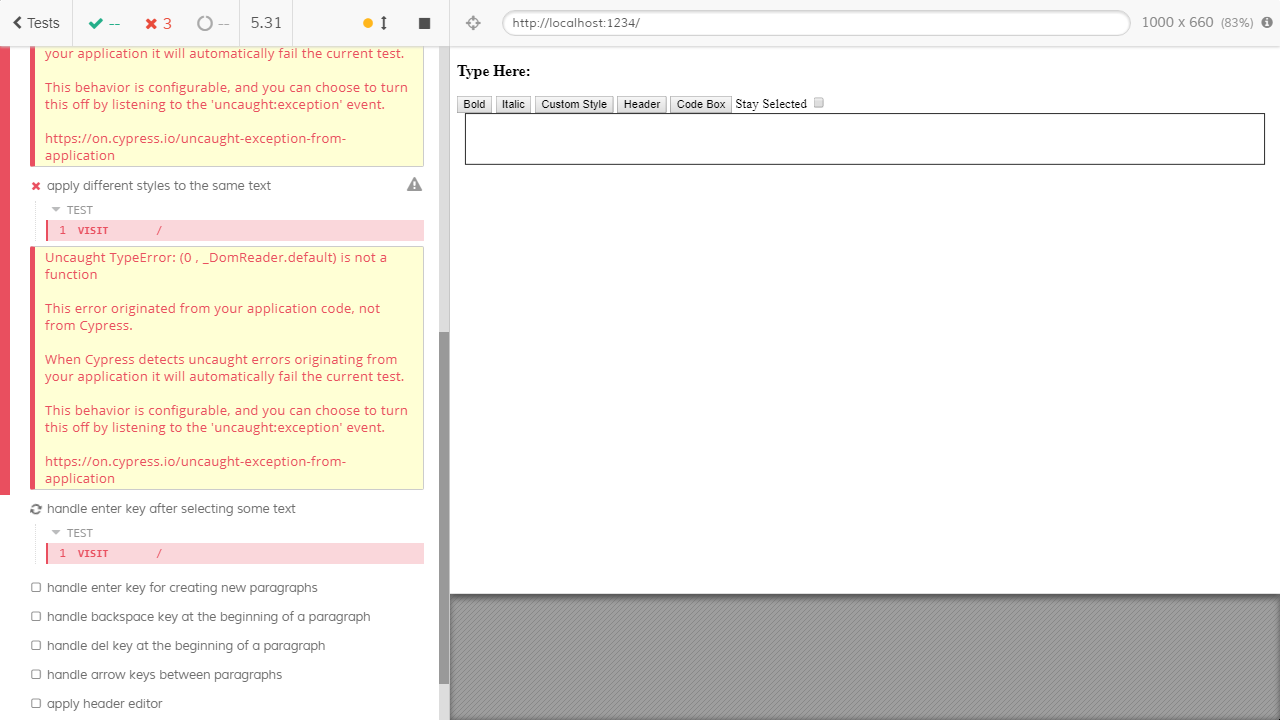 Tests
--
3
--
5.31
http://localhost:1234/
1000 x 660 (83%)
your application it will automatically fail the current test.
This behavior is configurable, and you can choose to turn
this off by listening to the 'uncaught:exception' event.
https://on.cypress.io/uncaught-exception-from-
application
apply different styles to the same text
TEST
1 VISIT /
Uncaught TypeError: (0 , _DomReader.default) is not a
function
This error originated from your application code, not
from Cypress.
When Cypress detects uncaught errors originating from
your application it will automatically fail the current test.
This behavior is configurable, and you can choose to turn
this off by listening to the 'uncaught:exception' event.
https://on.cypress.io/uncaught-exception-from-
application
handle enter key after selecting some text
TEST
1 VISIT /
handle enter key for creating new paragraphs
handle backspace key at the beginning of a paragraph
handle del key at the beginning of a paragraph
handle arrow keys between paragraphs
apply header editor
Type Here:
Bold Italic Custom Style Header Code Box Stay Selected